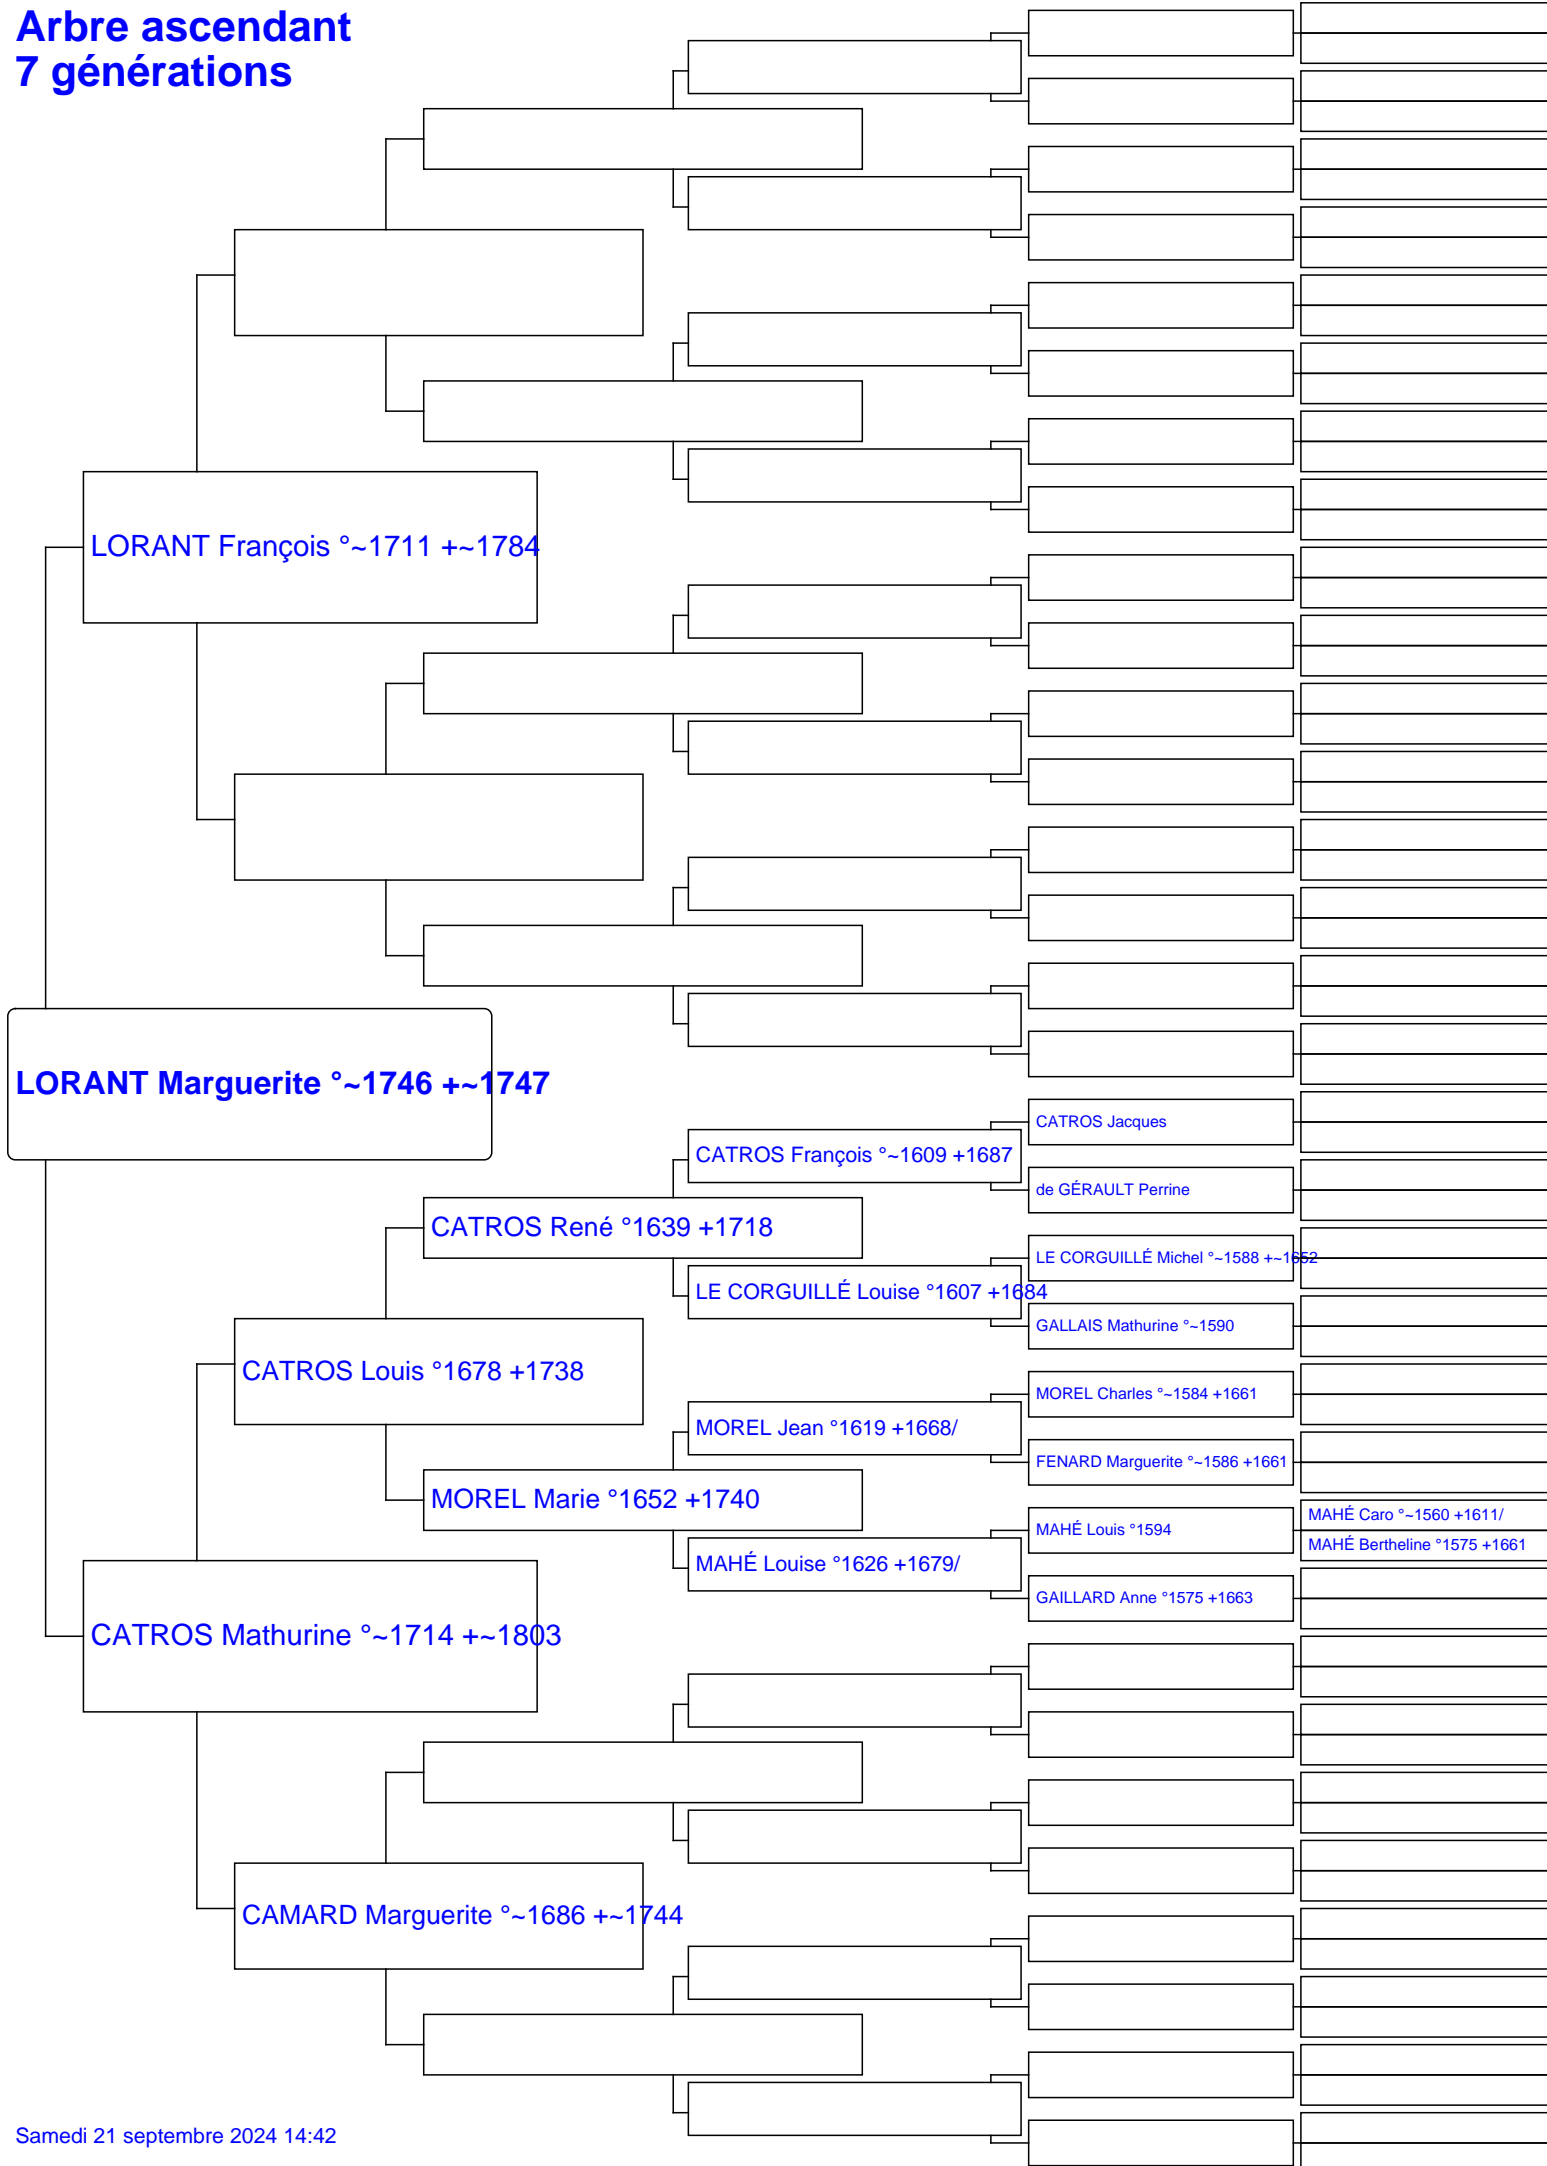 Arbre ascendant
7 générations
LORANT François °~1711 +~1784
LORANT Marguerite °~1746 +~1747
CATROS Jacques
CATROS François °~1609 +1687
de GÉRAULT Perrine
CATROS René °1639 +1718
LE CORGUILLÉ Michel °~1588 +~1652
LE CORGUILLÉ Louise °1607 +1684
GALLAIS Mathurine °~1590
CATROS Louis °1678 +1738
MOREL Charles °~1584 +1661
MOREL Jean °1619 +1668/
FENARD Marguerite °~1586 +1661
MOREL Marie °1652 +1740
MAHÉ Caro °~1560 +1611/
MAHÉ Louis °1594
MAHÉ Bertheline °1575 +1661
MAHÉ Louise °1626 +1679/
GAILLARD Anne °1575 +1663
CATROS Mathurine °~1714 +~1803
CAMARD Marguerite °~1686 +~1744
Samedi 21 septembre 2024 14:42